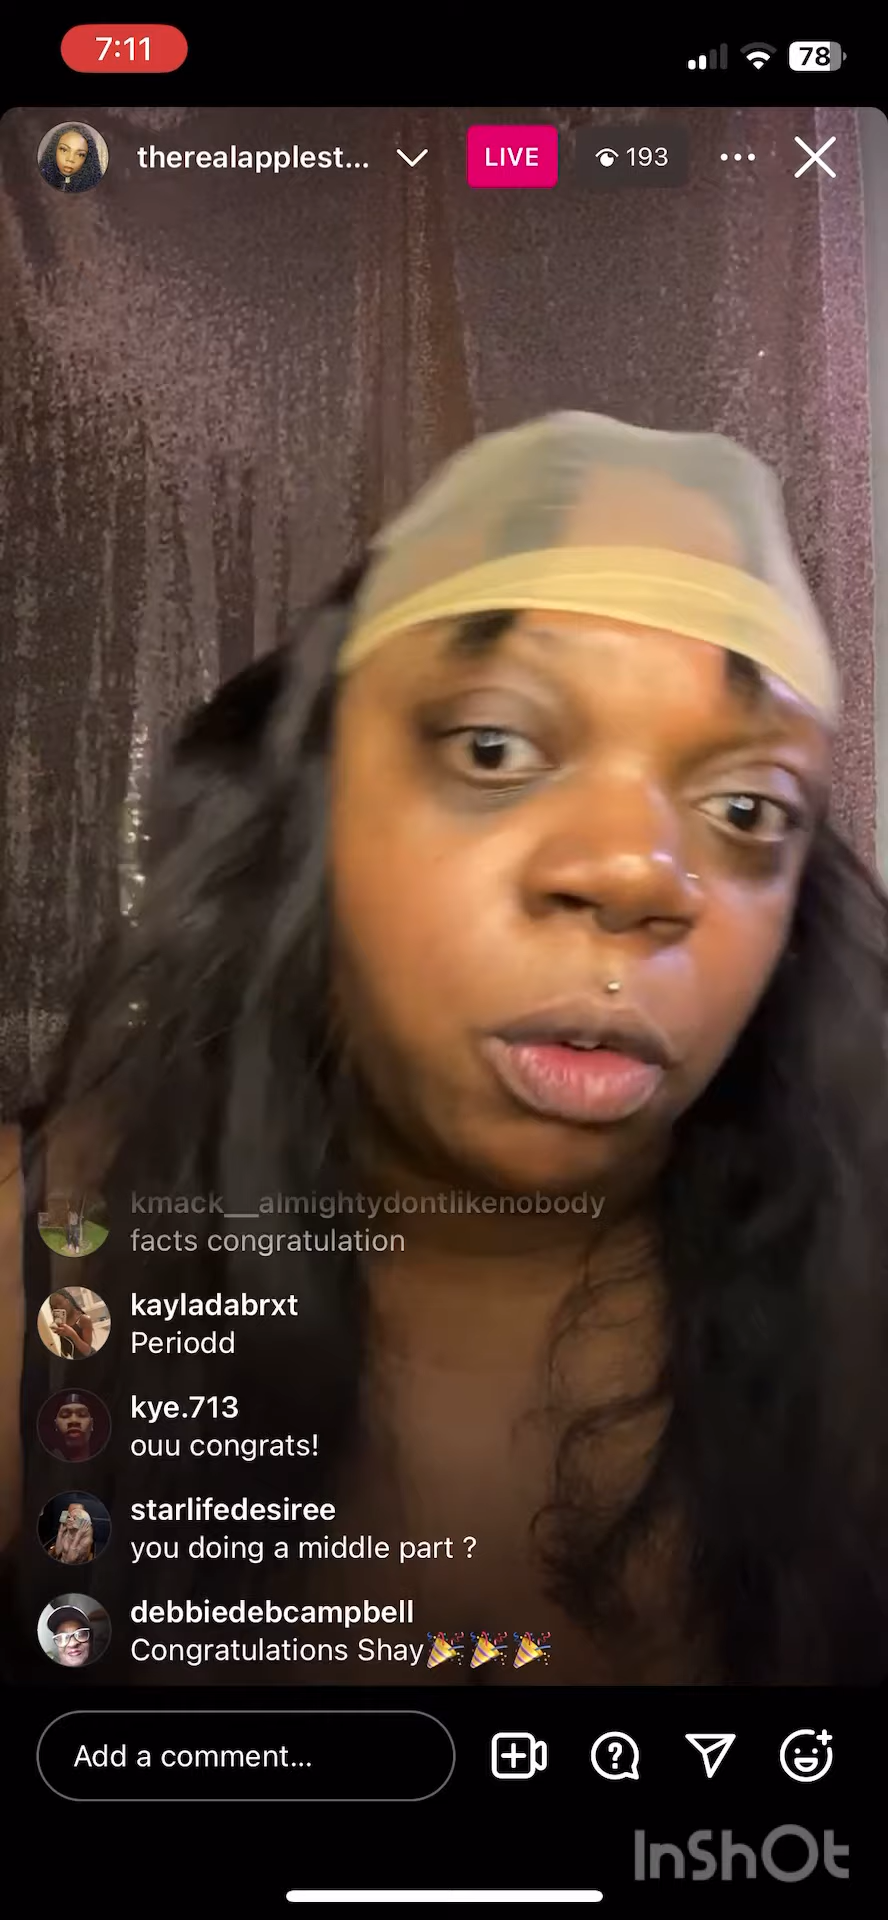 7:11
78
therealapplest...
LIVE
193
kmack__almightydontlikenobody
facts congratulation
kayladabrxt
Periodd
kye.713
ouu congrats!
starlifedesiree
you doing a middle part ?
debbiedebcampbell
Congratulations Shay🎉🎉🎉
Add a comment...
InShOt